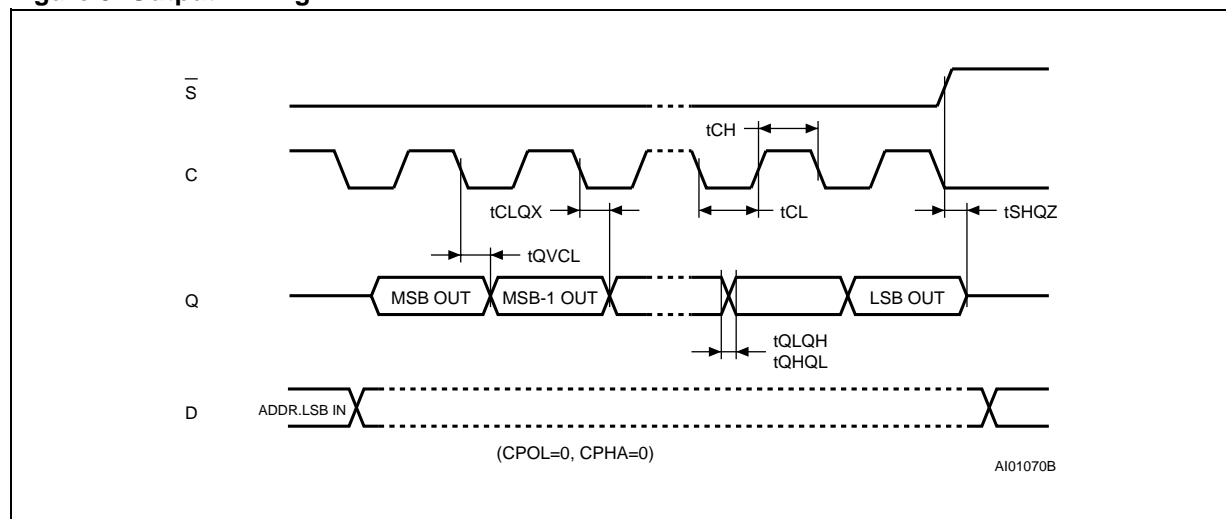 S
tCH
C
tCLQX
tCL
tSHQZ
tQVCL
Q
MSB OUT
MSB-1 OUT
LSB OUT
tQLQH
tQHQL
D
ADDR.LSB IN
(CPOL=0, CPHA=0)
AI01070B